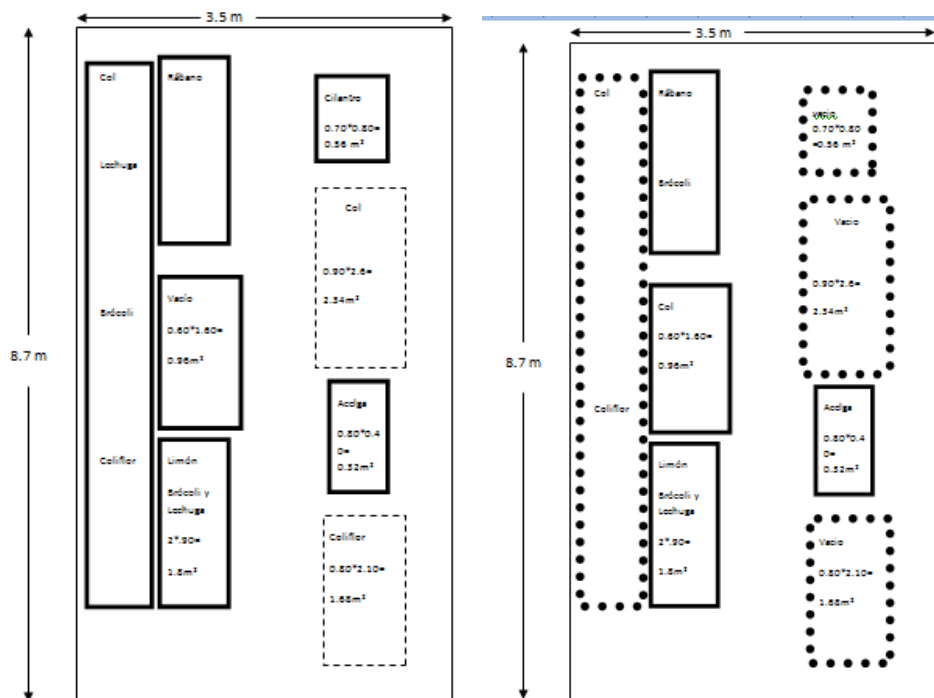 3.5 m
8.7 m
Col
Lechuga
Brócoli
Coliflor
Rábano
Vacío
0.60*1.60=
0.96m²
Limón
Brócoli y
Lechuga
2*.90=
1.8m²
Cilantro
0.70*0.80=
0.56 m²
Col
0.90*2.6=
2.34m²
Acelga
0.80*0.4
0=
0.32m²
Coliflor
0.80*2.10=
1.68m²
3.5 m
8.7 m
Col
Coliflor
Rábano
Brócoli
Col
0.60*1.60=
0.96m²
Limón
Brócoli y
Lechuga
2*.90=
1.8m²
vacío
0.70*0.80
=0.56 m²
Vacío
0.90*2.6=
2.34m²
Acelga
0.80*0.4
0=
0.32m²
Vacío
0.80*2.10=
1.68m²